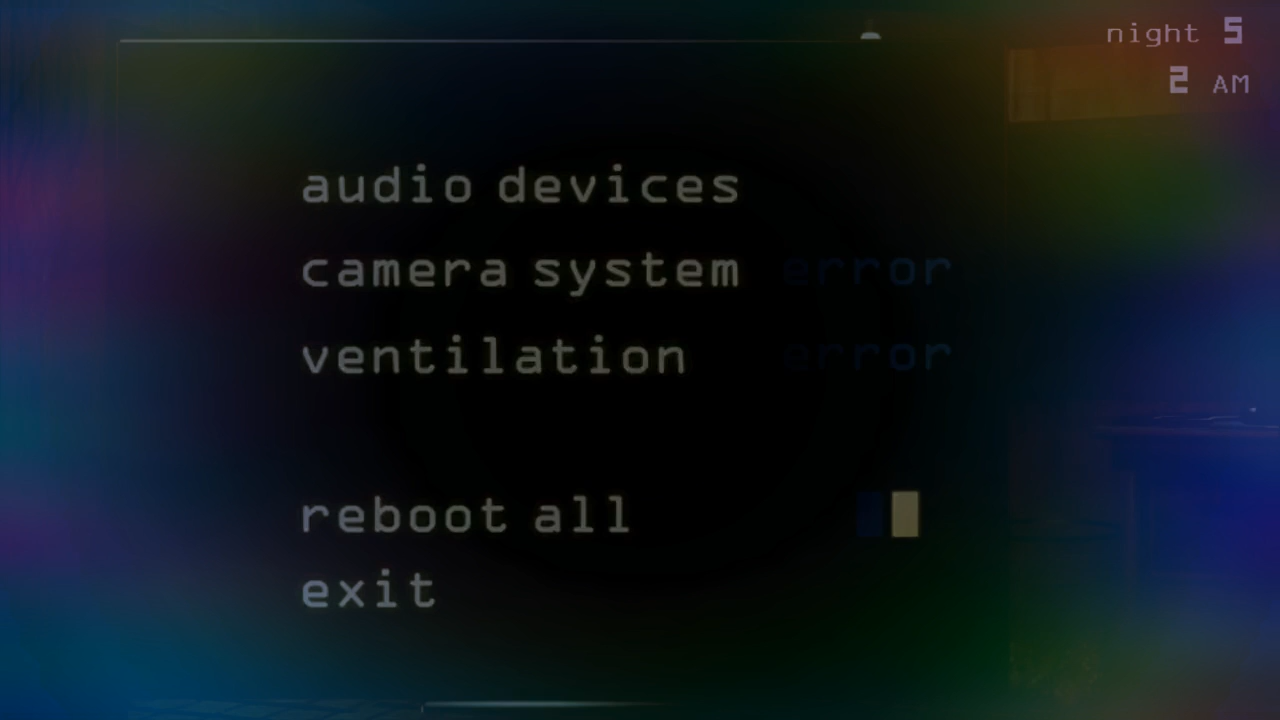 night 5
2 AM
audio devices
camera system error
ventilation error
reboot all
exit